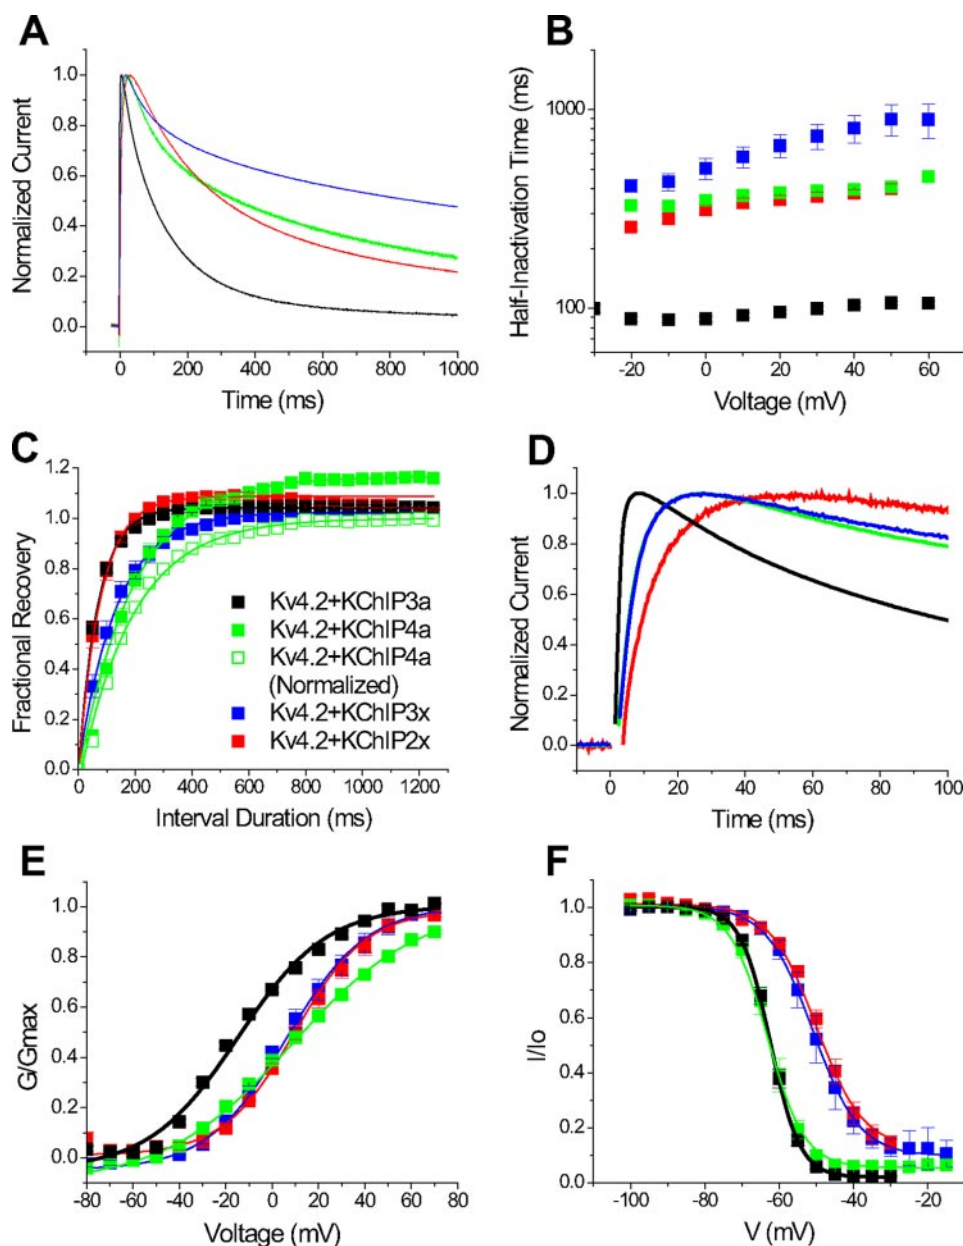 A
Normalized Current
1.0
0.8
0.6
0.4
0.2
0.0
0 200 400 600 800 1000
Time (ms)
B
Half-Inactivation Time (ms)
1000
100
-20 0 20 40 60
Voltage (mV)
C
Fractional Recovery
1.2
1.0
0.8
0.6
0.4
0.2
0.0
0 200 400 600 800 1000 1200
Interval Duration (ms)
Kv4.2+KChIP3a
Kv4.2+KChIP4a
Kv4.2+KChIP4a
(Normalized)
Kv4.2+KChIP3x
Kv4.2+KChIP2x
D
Normalized Current
1.0
0.8
0.6
0.4
0.2
0.0
0 20 40 60 80 100
Time (ms)
E
G/Gmax
1.0
0.8
0.6
0.4
0.2
0.0
-80 -60 -40 -20 0 20 40 60 80
Voltage (mV)
F
I/Io
1.0
0.8
0.6
0.4
0.2
0.0
-100 -80 -60 -40 -20
V (mV)